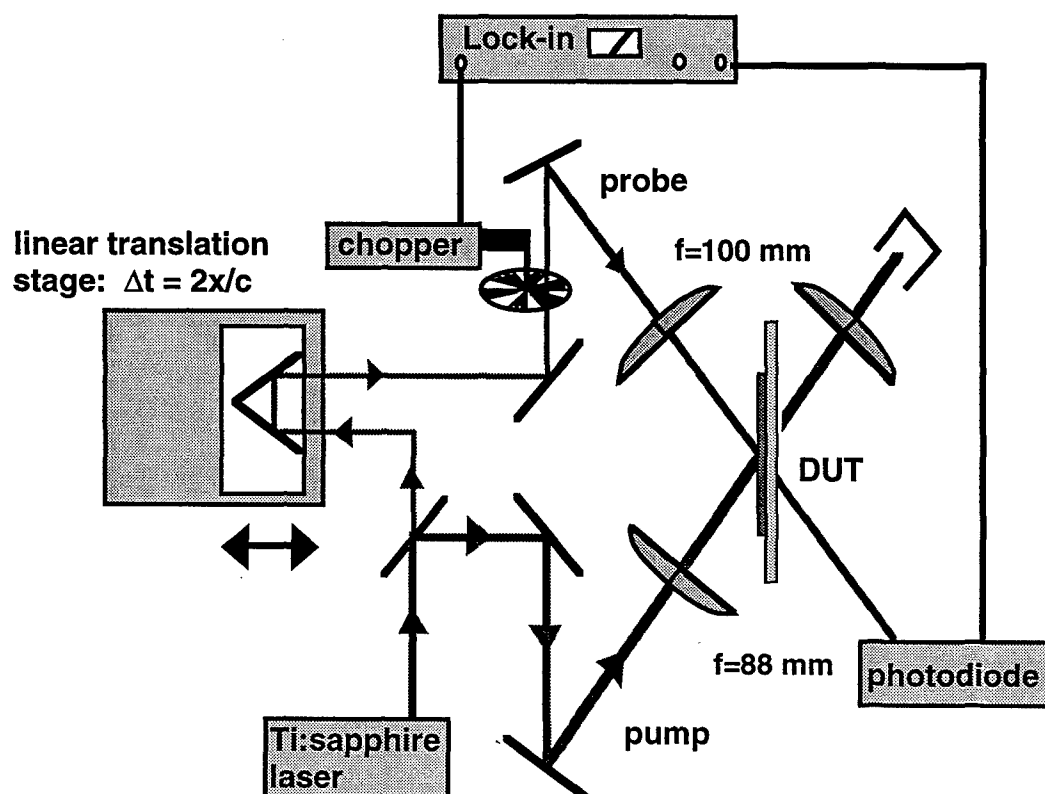 Lock-in
probe
chopper
linear translation
stage: Δt = 2x/c
f=100 mm
DUT
f=88 mm
photodiode
pump
Ti:sapphire
laser